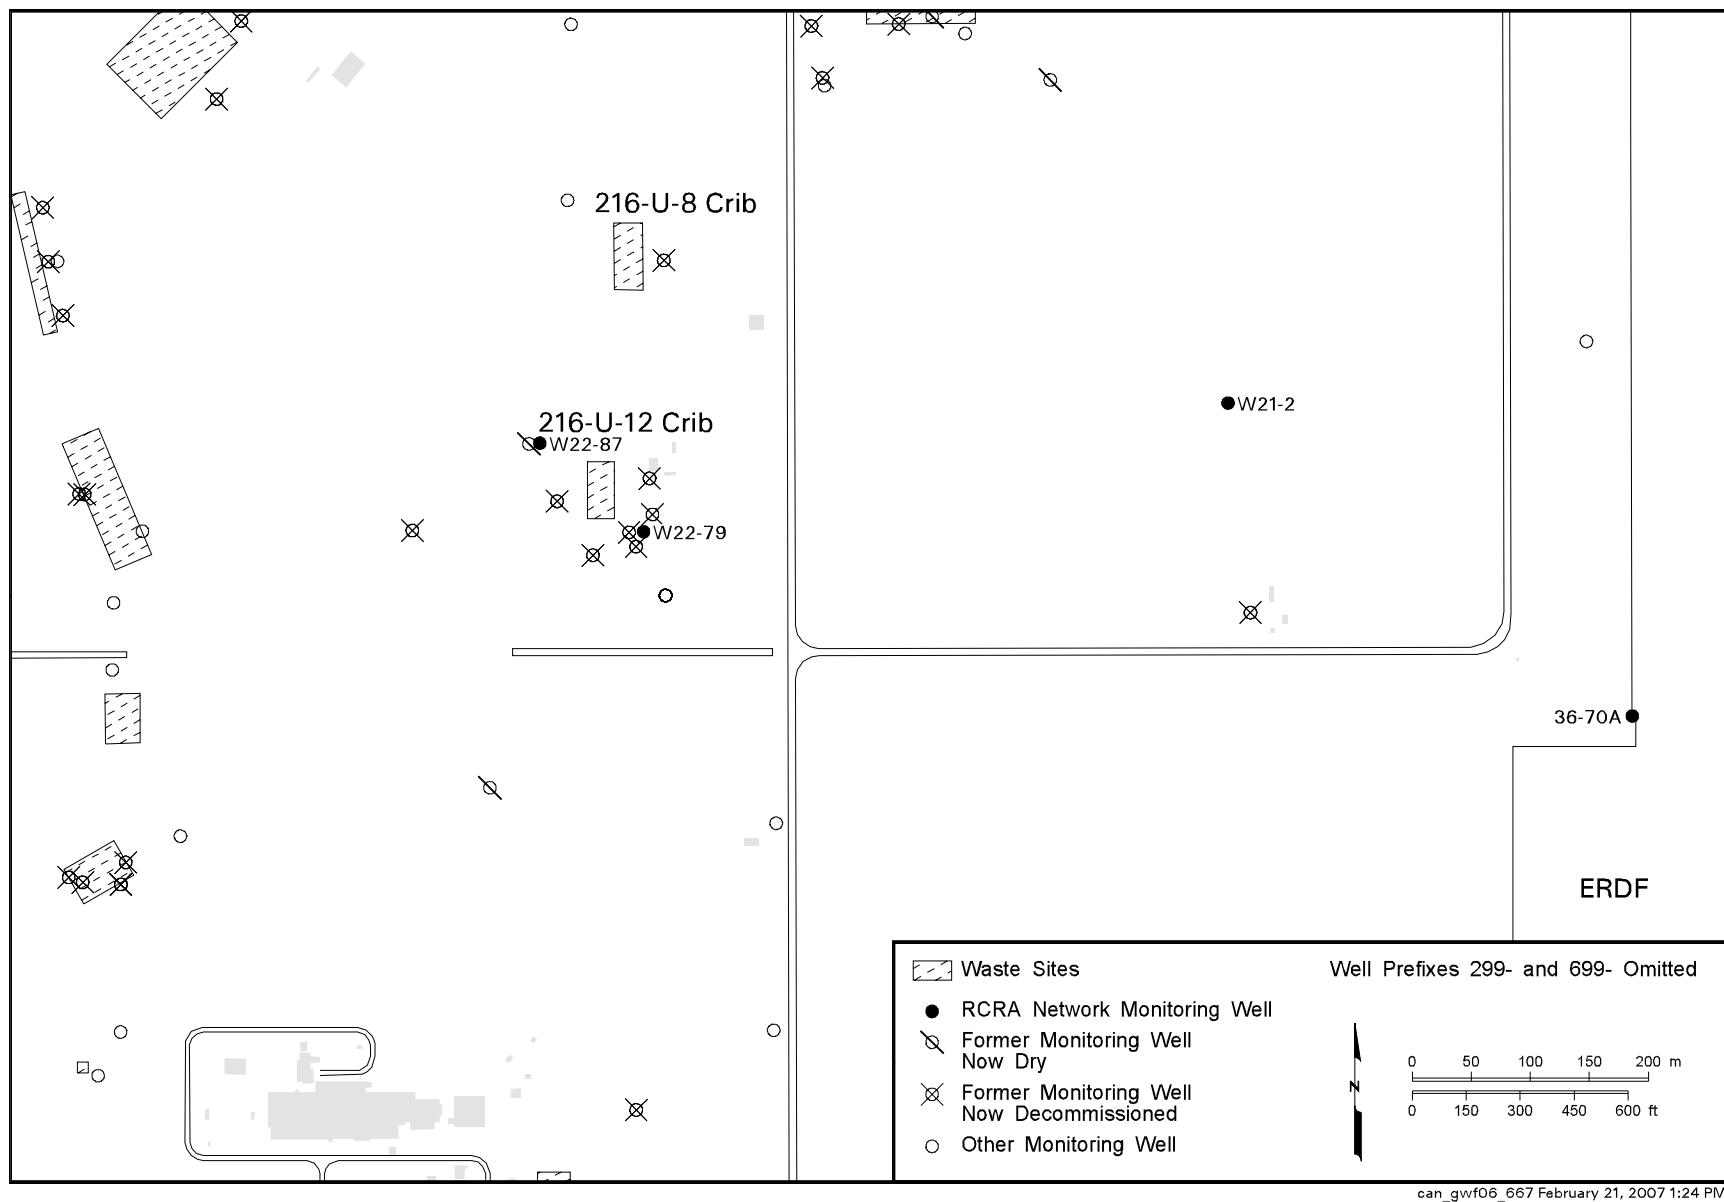 216-U-8 Crib
W21-2
216-U-12 Crib
W22-87
W22-79
36-70A
ERDF
Waste Sites
RCRA Network Monitoring Well
Former Monitoring Well
Now Dry
Former Monitoring Well
Now Decommissioned
Other Monitoring Well
Well Prefixes 299- and 699- Omitted
N
0 50 100 150 200 m
0 150 300 450 600 ft
can_gwf06_667 February 21, 2007 1:24 PM